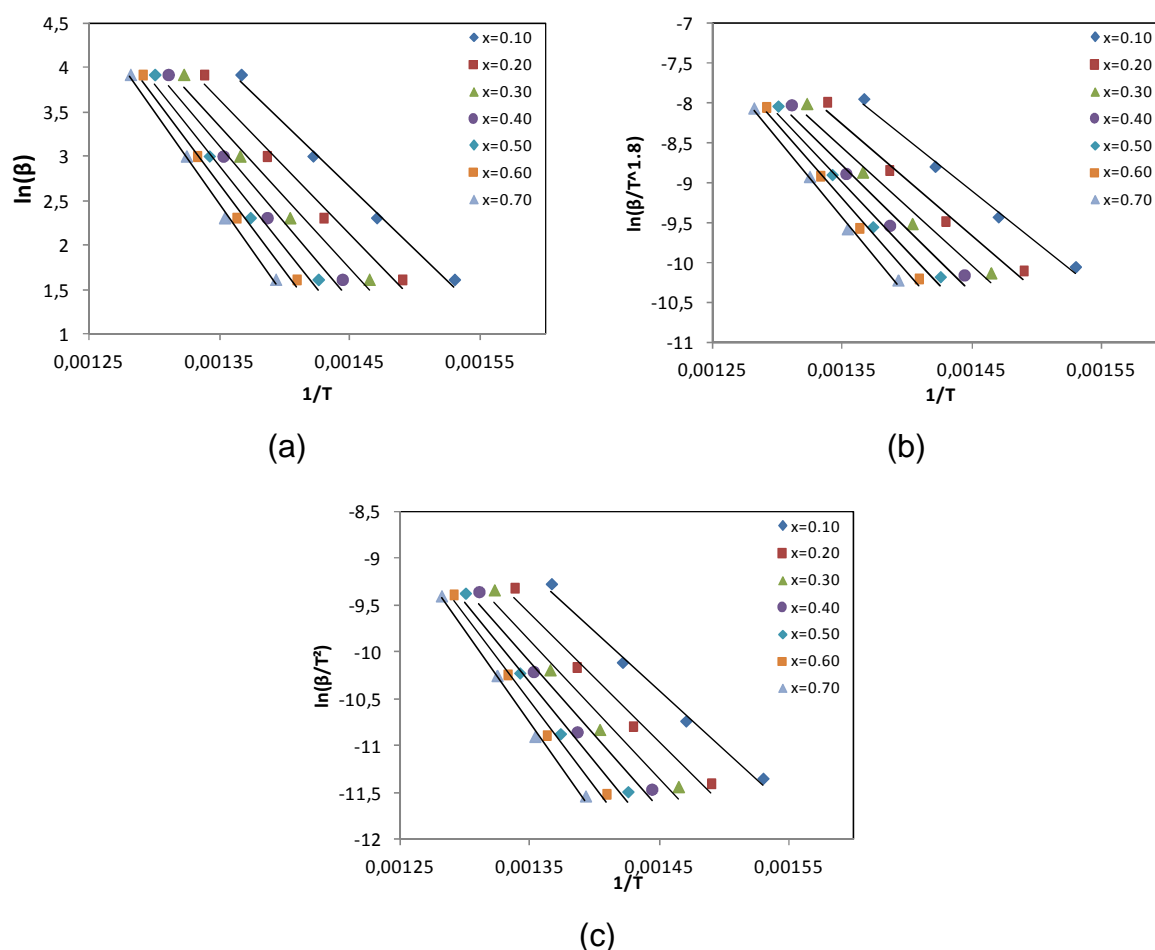 4,5
4
3,5
3
2,5
2
1,5
1
ln(β)
0,00125
0,00135
0,00145
0,00155
1/T
x=0.10
x=0.20
x=0.30
x=0.40
x=0.50
x=0.60
x=0.70
(a)
-7
-7,5
-8
-8,5
-9
-9,5
-10
-10,5
-11
ln(β/T^1.8)
0,00125
0,00135
0,00145
0,00155
1/T
x=0.10
x=0.20
x=0.30
x=0.40
x=0.50
x=0.60
x=0.70
(b)
-8,5
-9
-9,5
-10
-10,5
-11
-11,5
-12
ln(β/T²)
0,00125
0,00135
0,00145
0,00155
1/T
x=0.10
x=0.20
x=0.30
x=0.40
x=0.50
x=0.60
x=0.70
(c)